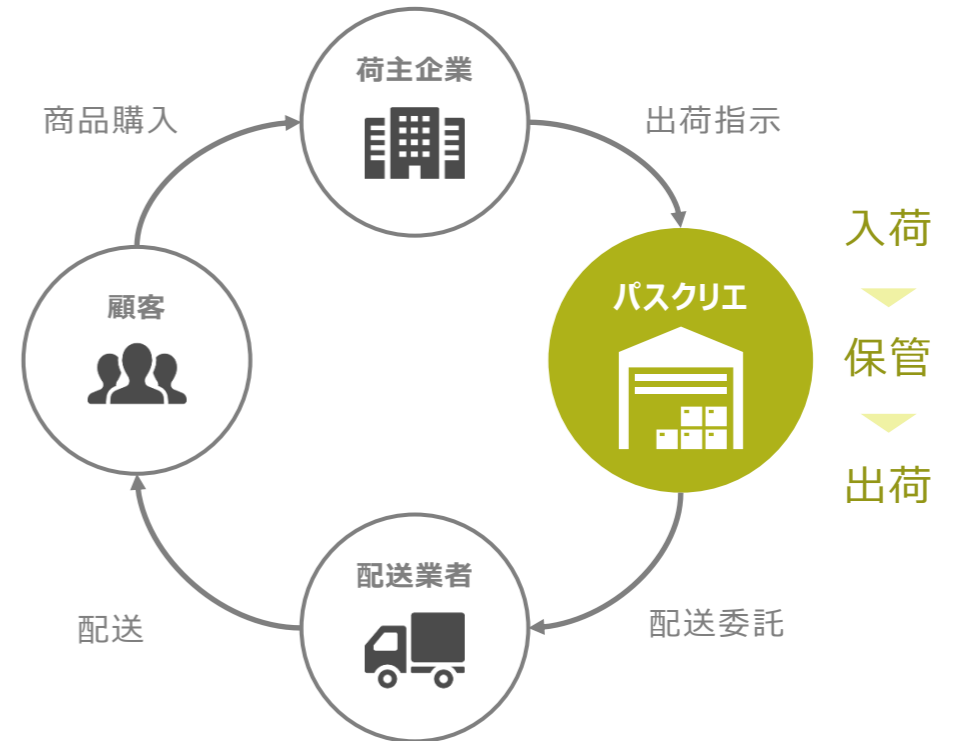 荷主企業
商品購入
出荷指示
入荷
顧客
パスクリエ
保管
出荷
配送業者
配送
配送委託